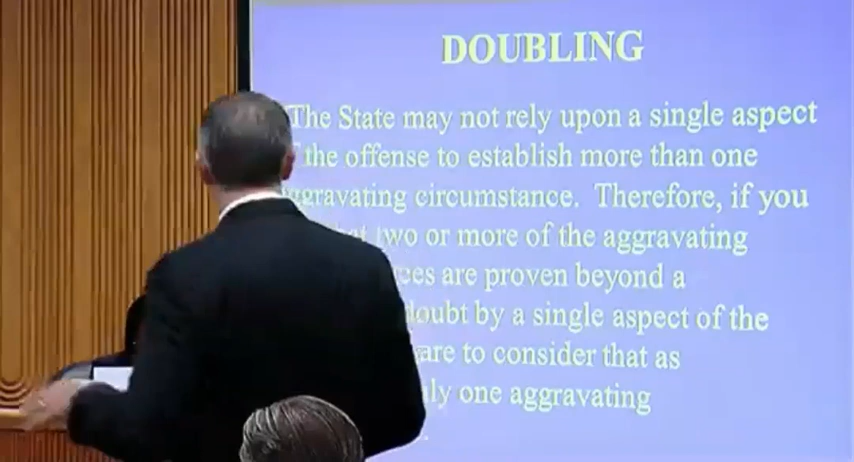 DOUBLING
The State may not rely upon a single aspect
the offense to establish more than one
aggravating circumstance. Therefore, if you
two or more of the aggravating
are proven beyond a
doubt by a single aspect of the
are to consider that as
one aggravating